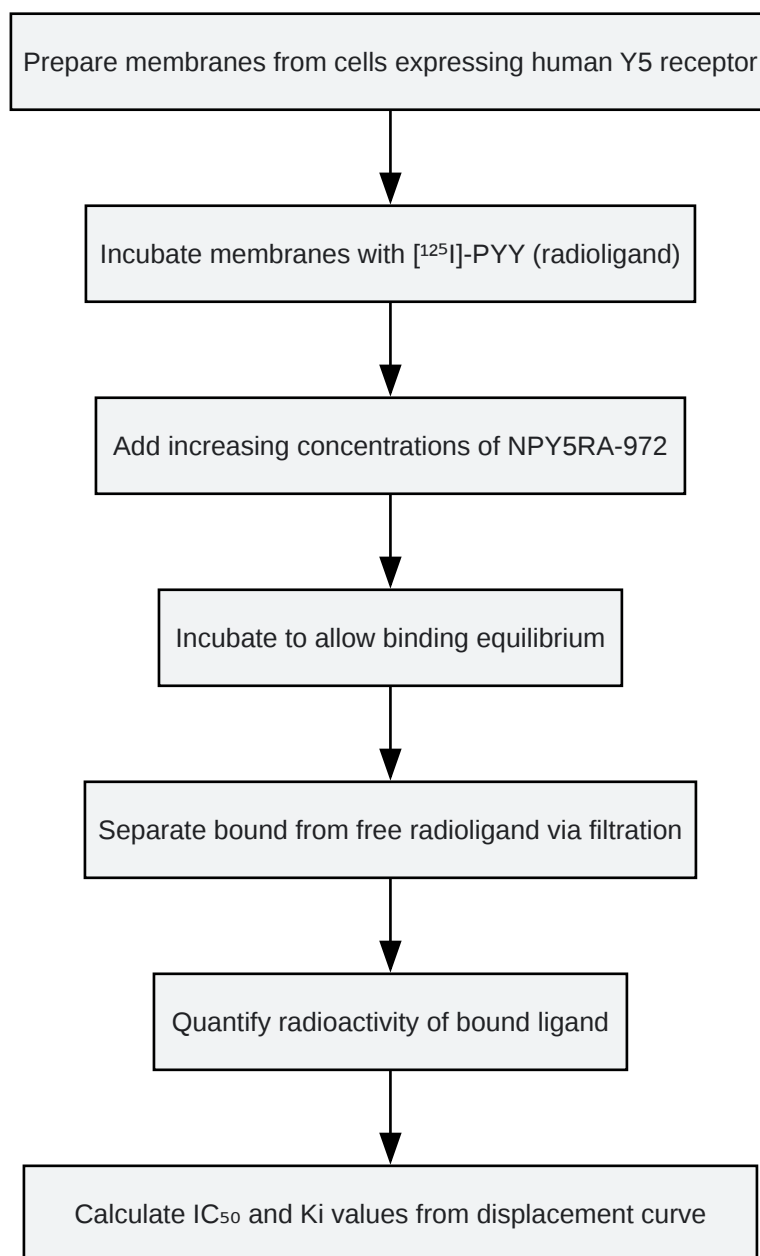 Prepare membranes from cells expressing human Y5 receptor
Incubate membranes with [¹²⁵I]-PYY (radioligand)
Add increasing concentrations of NPY5RA-972
Incubate to allow binding equilibrium
Separate bound from free radioligand via filtration
Quantify radioactivity of bound ligand
Calculate IC₅₀ and Ki values from displacement curve